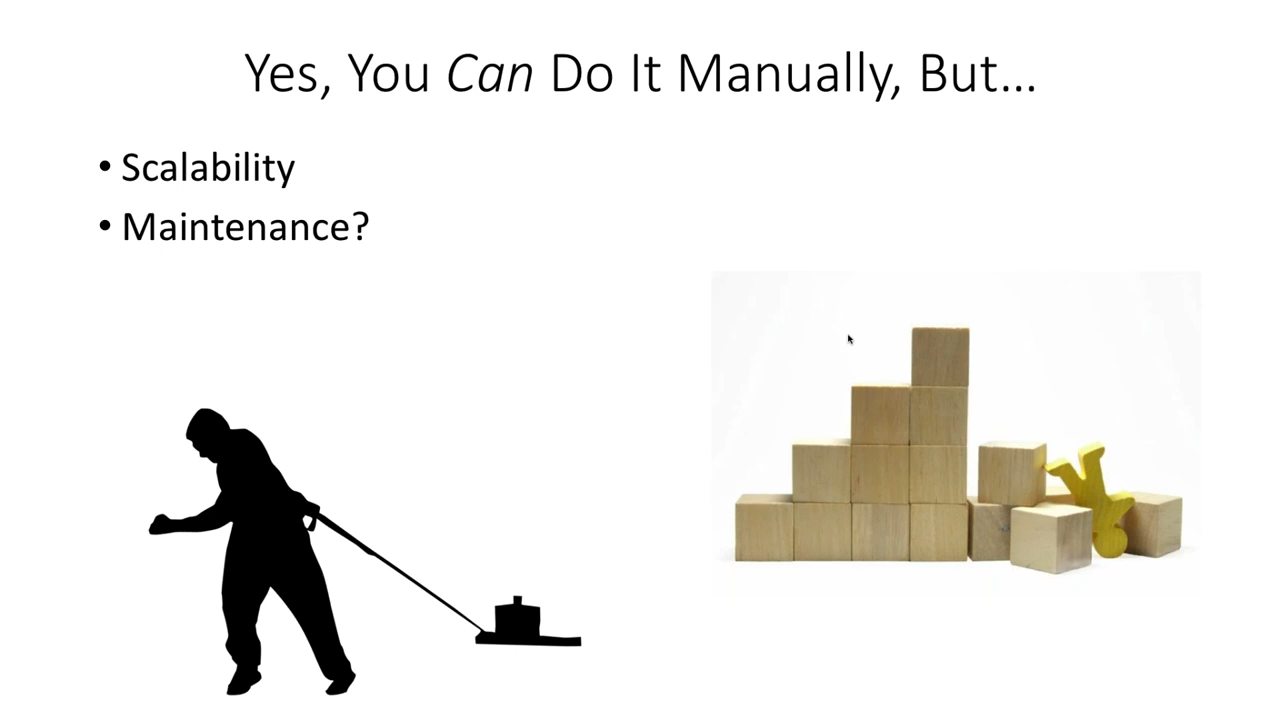 Yes, You Can Do It Manually, But...
• Scalability
• Maintenance?